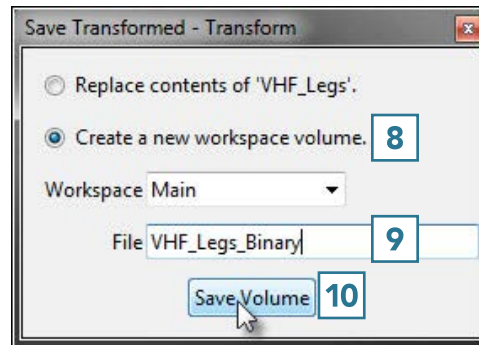 Save Transformed - Transform
Replace contents of 'VHF_Legs'.
Create a new workspace volume. 8
Workspace Main
File VHF_Legs_Binary 9
Save Volume 10